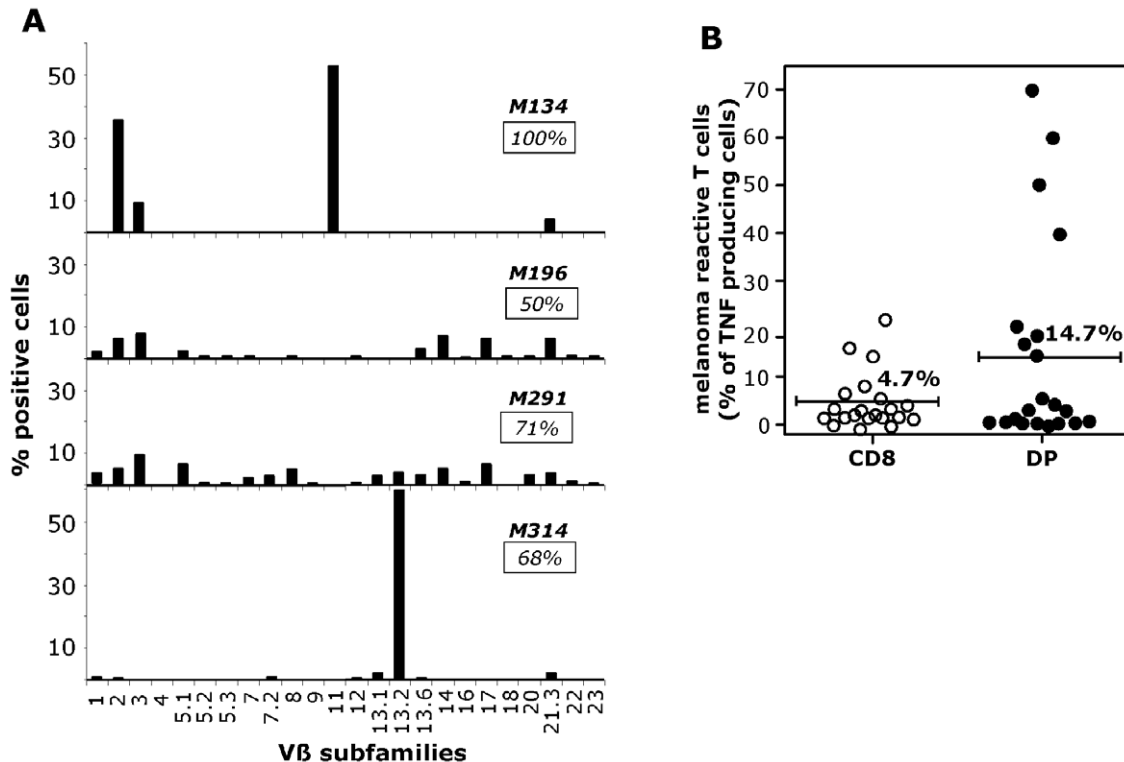 A
% positive cells
50
30
10
M134
100%
30
10
M196
50%
30
10
M291
71%
50
30
10
M314
68%
1 2 3 4 5.1 5.2 5.3 7 7.2 8 9 11 12 13.1 13.2 13.6 14 16 17 18 20 21.3 22 23
Vß subfamilies
B
melanoma reactive T cells
(% of TNF producing cells)
70
60
50
40
30
20
10
0
4.7%
14.7%
CD8 DP